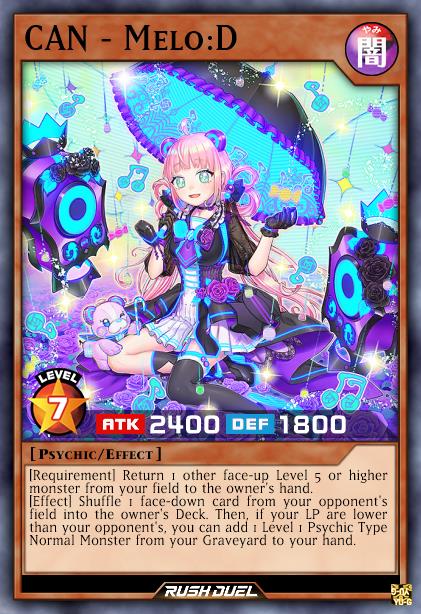 CAN - Melo:D
やみ
闇
LEVEL
7
ATK 2400 DEF 1800
[ Psychic/Effect ]
[Requirement] Return 1 other face-up Level 5 or higher
monster from your field to the owner's hand.
[Effect] Shuffle 1 face-down card from your opponent's
field into the owner's Deck. Then, if your LP are lower
than your opponent's, you can add 1 Level 1 Psychic Type
Normal Monster from your Graveyard to your hand.
RUSH DUEL